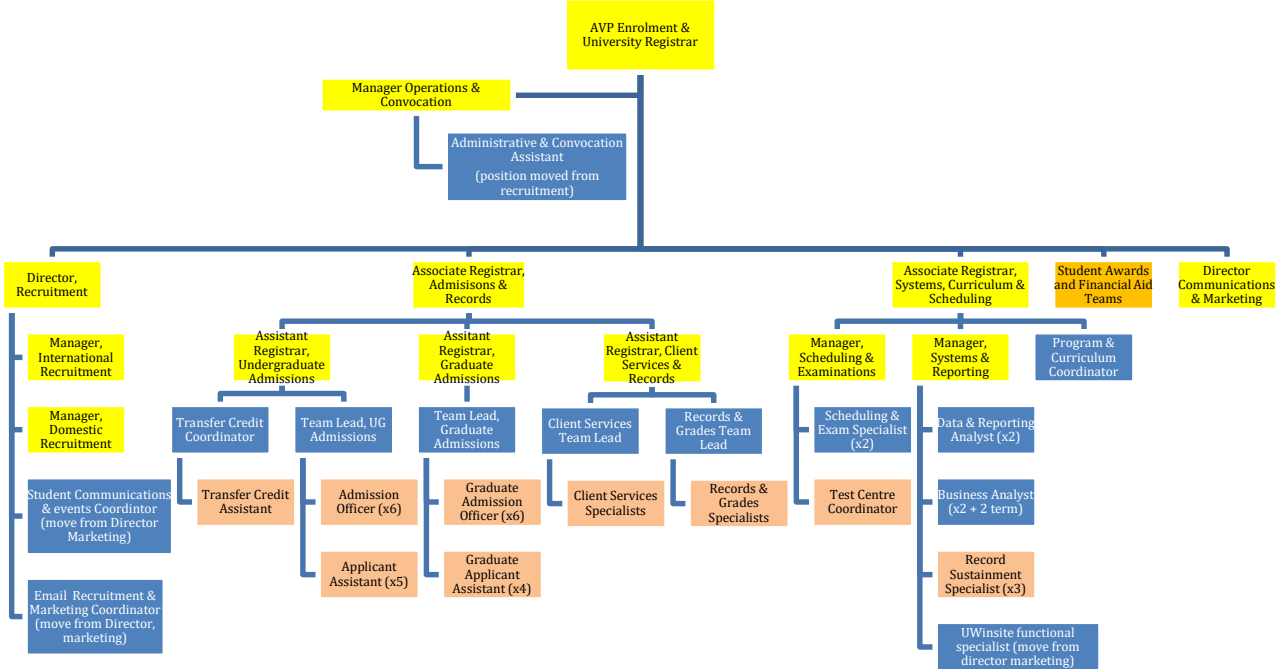 AVP Enrolment &
University Registrar
Manager Operations &
Convocation
Administrative & Convocation
Assistant
(position moved from
recruitment)
Director,
Recruitment
Manager,
International
Recruitment
Manager,
Domestic
Recruitment
Student Communications
& events Coordintor
(move from Director
Marketing)
Email Recruitment &
Marketing Coordinator
(move from Director,
marketing)
Associate Registrar,
Admisisons &
Records
Assistant
Registrar,
Undergraduate
Admissions
Transfer Credit
Coordinator
Transfer Credit
Assistant
Team Lead, UG
Admissions
Admission
Officer (x6)
Applicant
Assistant (x5)
Assitant
Registrar,
Graduate
Admissions
Team Lead,
Graduate
Admissions
Graduate
Admission
Officer (x6)
Graduate
Applicant
Assistant (x4)
Assistant
Registrar, Client
Services &
Records
Client Services
Team Lead
Client Services
Specialists
Records &
Grades Team
Lead
Records &
Grades
Specialists
Associate Registrar,
Systems, Curriculum &
Scheduling
Manager,
Scheduling &
Examinations
Scheduling &
Exam Specialist
(x2)
Test Centre
Coordinator
Manager,
Systems &
Reporting
Data & Reporting
Analyst (x2)
Business Analyst
(x2 + 2 term)
Record
Sustainment
Specialist (x3)
UWinsite functional
specialist (move from
director marketing)
Program &
Curriculum
Coordinator
Student Awards
and Financial Aid
Teams
Director
Communications
& Marketing